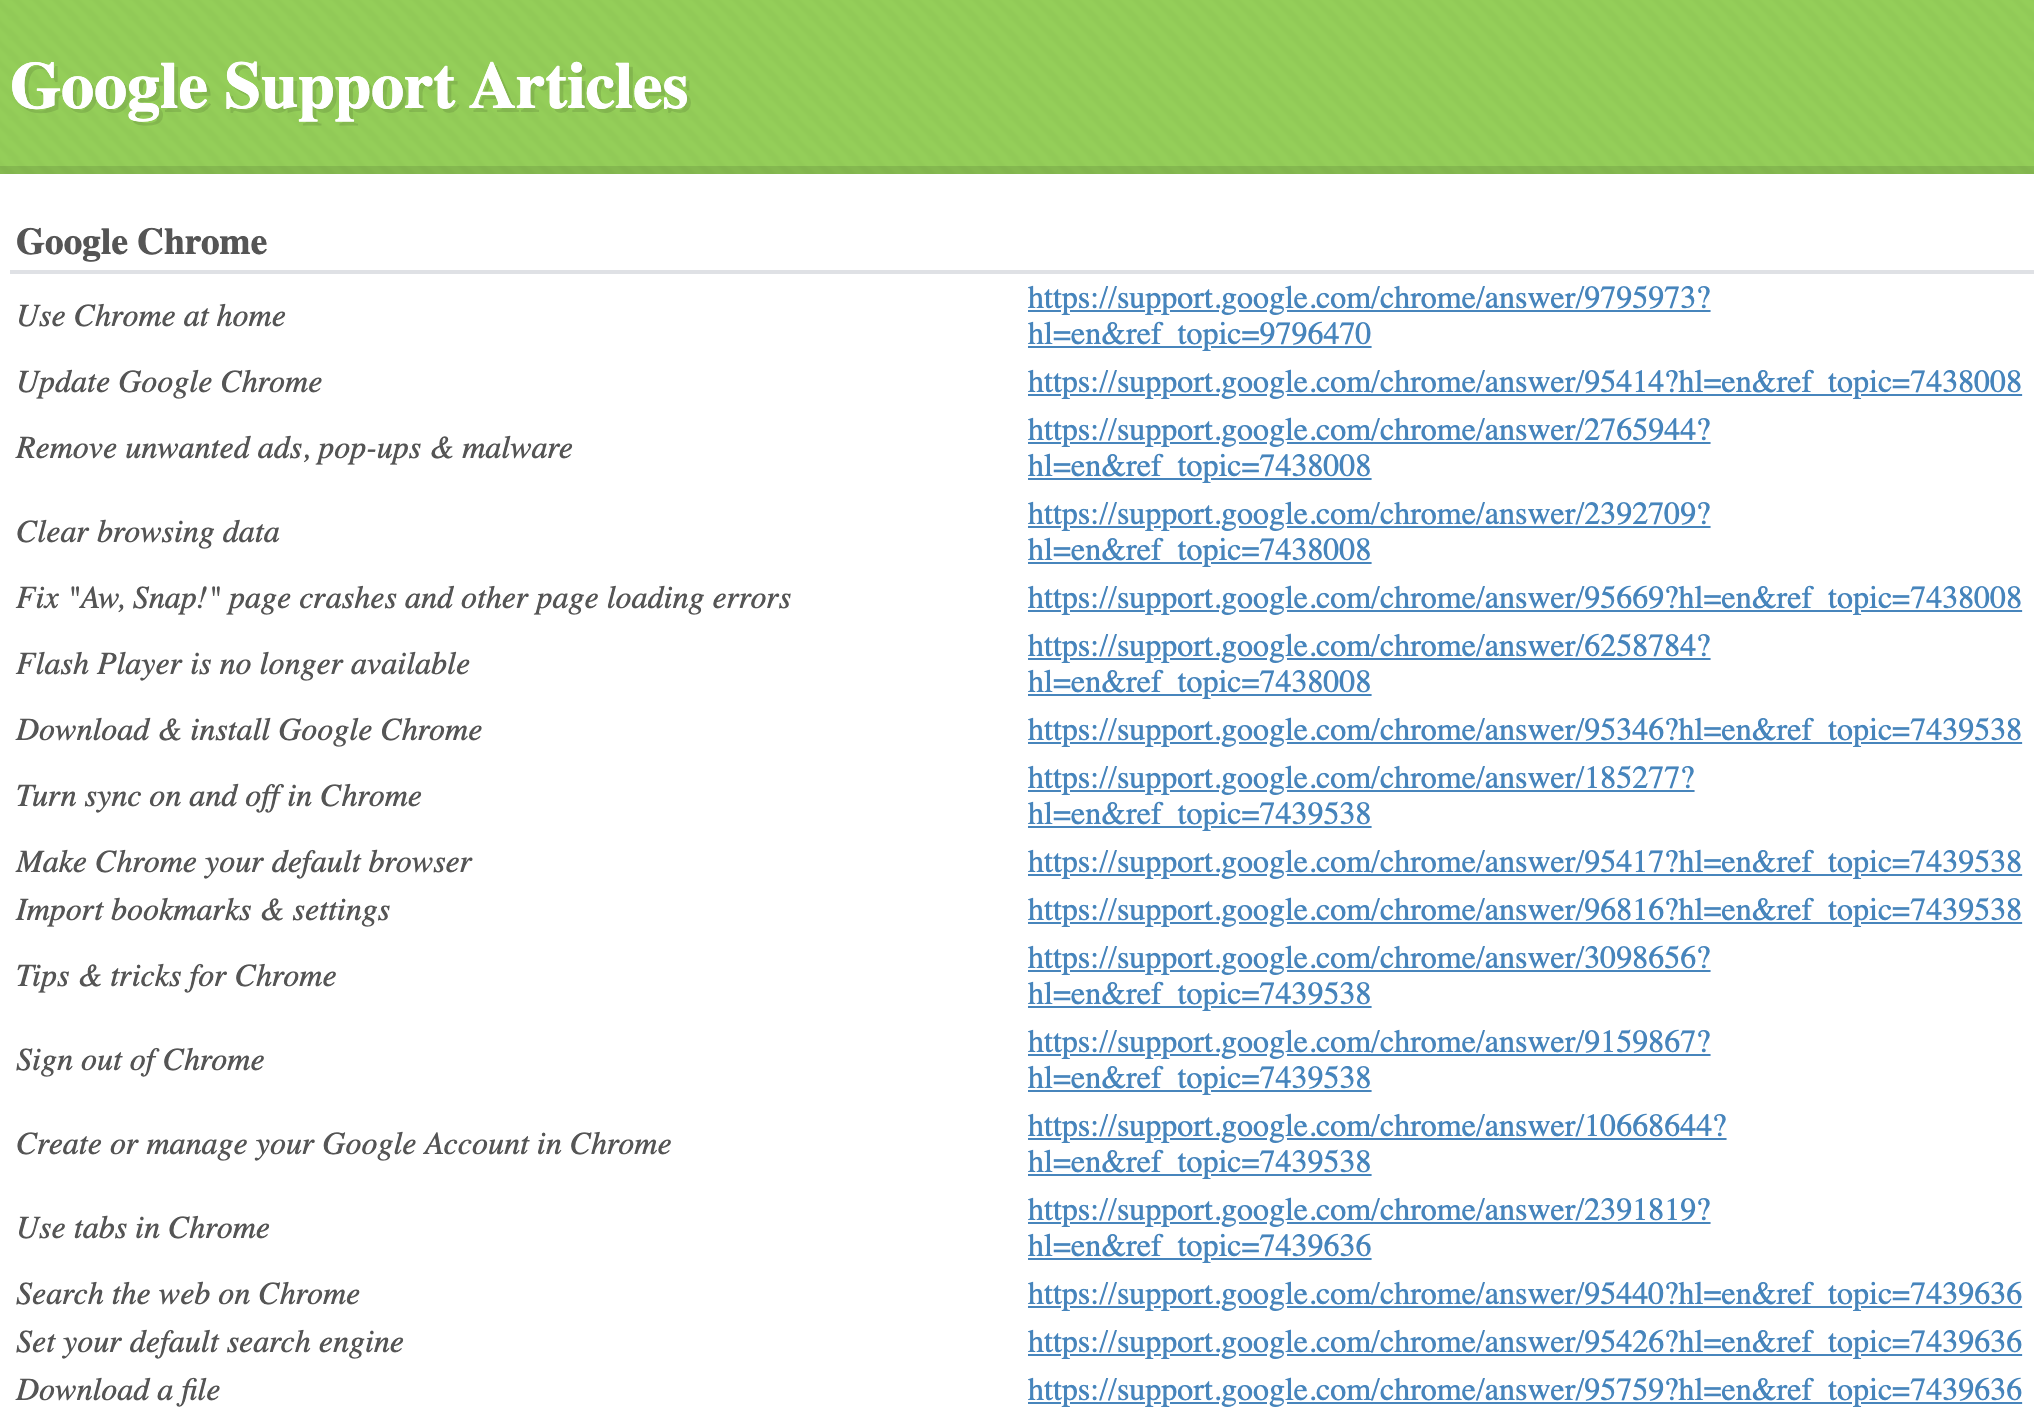 Google Support Articles
Google Chrome
Use Chrome at home
https://support.google.com/chrome/answer/9795973?
hl=en&ref_topic=9796470
Update Google Chrome
https://support.google.com/chrome/answer/95414?hl=en&ref_topic=7438008
Remove unwanted ads, pop-ups & malware
https://support.google.com/chrome/answer/2765944?
hl=en&ref_topic=7438008
Clear browsing data
https://support.google.com/chrome/answer/2392709?
hl=en&ref_topic=7438008
Fix "Aw, Snap!" page crashes and other page loading errors
https://support.google.com/chrome/answer/95669?hl=en&ref_topic=7438008
Flash Player is no longer available
https://support.google.com/chrome/answer/6258784?
hl=en&ref_topic=7438008
Download & install Google Chrome
https://support.google.com/chrome/answer/95346?hl=en&ref_topic=7439538
Turn sync on and off in Chrome
https://support.google.com/chrome/answer/185277?
hl=en&ref_topic=7439538
Make Chrome your default browser
https://support.google.com/chrome/answer/95417?hl=en&ref_topic=7439538
Import bookmarks & settings
https://support.google.com/chrome/answer/96816?hl=en&ref_topic=7439538
Tips & tricks for Chrome
https://support.google.com/chrome/answer/3098656?
hl=en&ref_topic=7439538
Sign out of Chrome
https://support.google.com/chrome/answer/9159867?
hl=en&ref_topic=7439538
Create or manage your Google Account in Chrome
https://support.google.com/chrome/answer/10668644?
hl=en&ref_topic=7439538
Use tabs in Chrome
https://support.google.com/chrome/answer/2391819?
hl=en&ref_topic=7439636
Search the web on Chrome
https://support.google.com/chrome/answer/95440?hl=en&ref_topic=7439636
Set your default search engine
https://support.google.com/chrome/answer/95426?hl=en&ref_topic=7439636
Download a file
https://support.google.com/chrome/answer/95759?hl=en&ref_topic=7439636